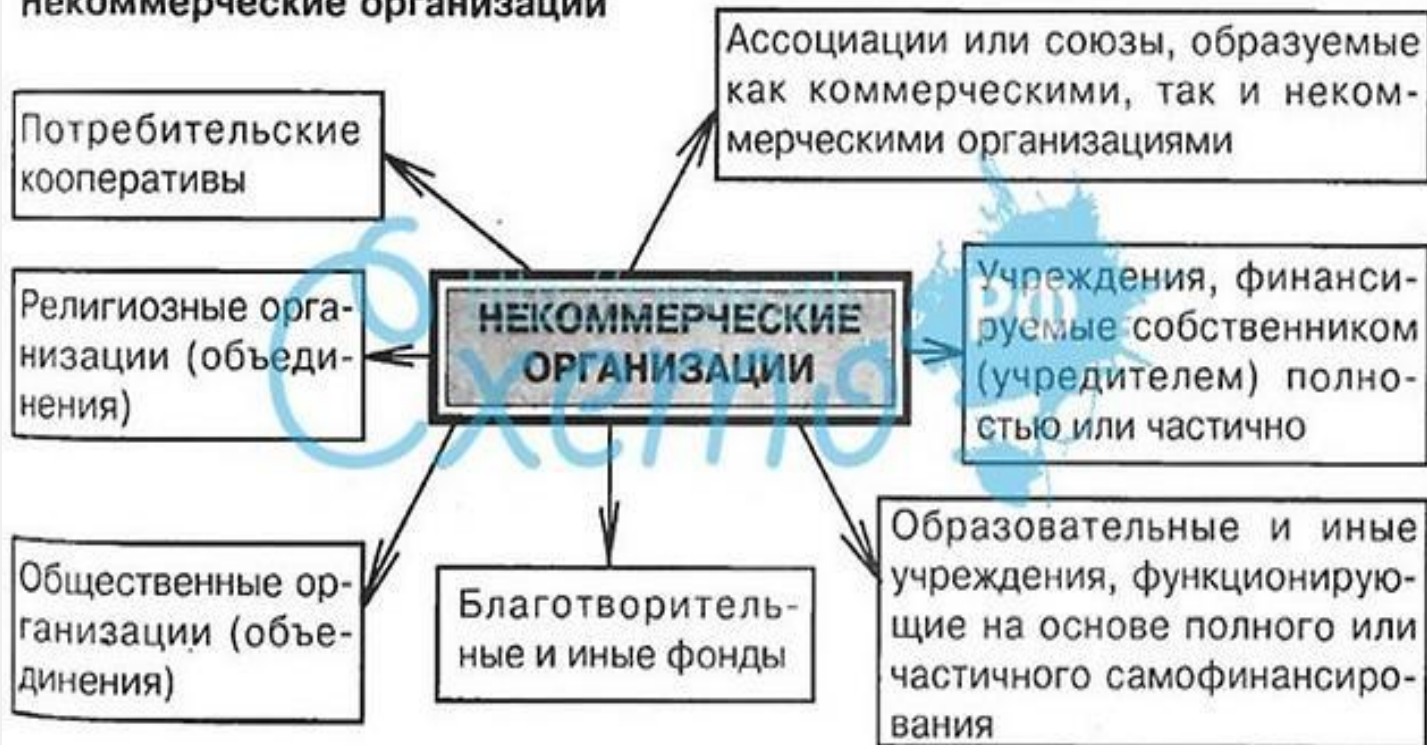 некоммерческие организации
Ассоциации или союзы, образуемые
как коммерческими, так и неком-
мерческими организациями
Потребительские
кооперативы
Религиозные орга-
низации (объеди-
нения)
НЕКОММЕРЧЕСКИЕ
ОРГАНИЗАЦИИ
Учреждения, финанси-
руемые собственником
(учредителем) полно-
стью или частично
Общественные ор-
ганизации (объе-
динения)
Благотворитель-
ные и иные фонды
Образовательные и иные
учреждения, функционирую-
щие на основе полного или
частичного самофинансиро-
вания
Схемо
РФ